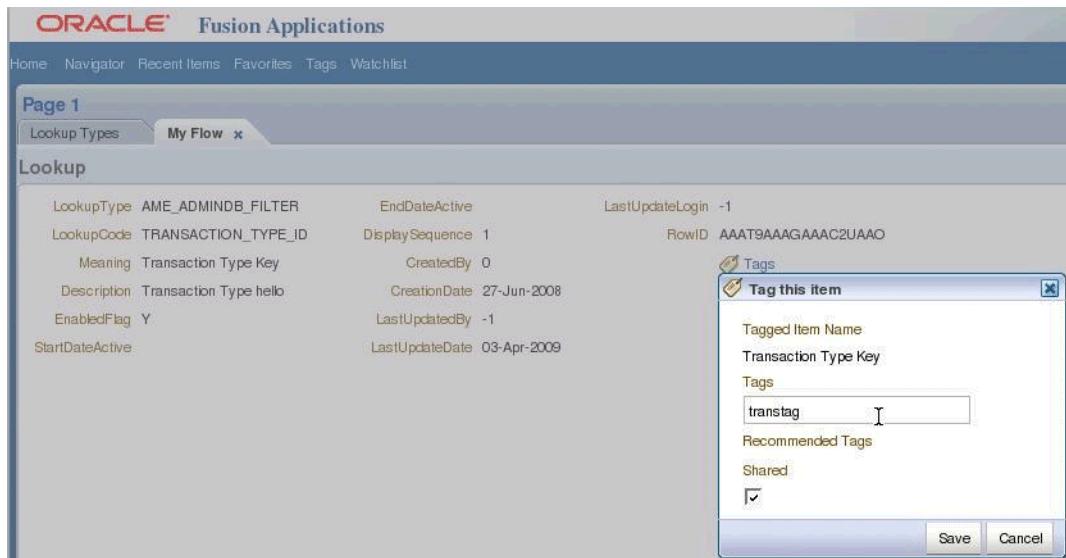 ORACLE Fusion Applications
Home Navigator Recent Items Favorites Tags Watchlist
Page 1
Lookup Types My Flow x
Lookup
LookupType AME_ADMINDB_FILTER EndDateActive LastUpdateLogin -1
LookupCode TRANSACTION_TYPE_ID DisplaySequence 1 RowID AAAT9AAAGAAAC2UAAO
Meaning Transaction Type Key CreatedBy 0 Tags
Description Transaction Type hello CreationDate 27-Jun-2008
EnabledFlag Y LastUpdatedBy -1
StartDateActive LastUpdateDate 03-Apr-2009
Tag this item
Tagged Item Name
Transaction Type Key
Tags
transtag
Recommended Tags
Shared
Save Cancel